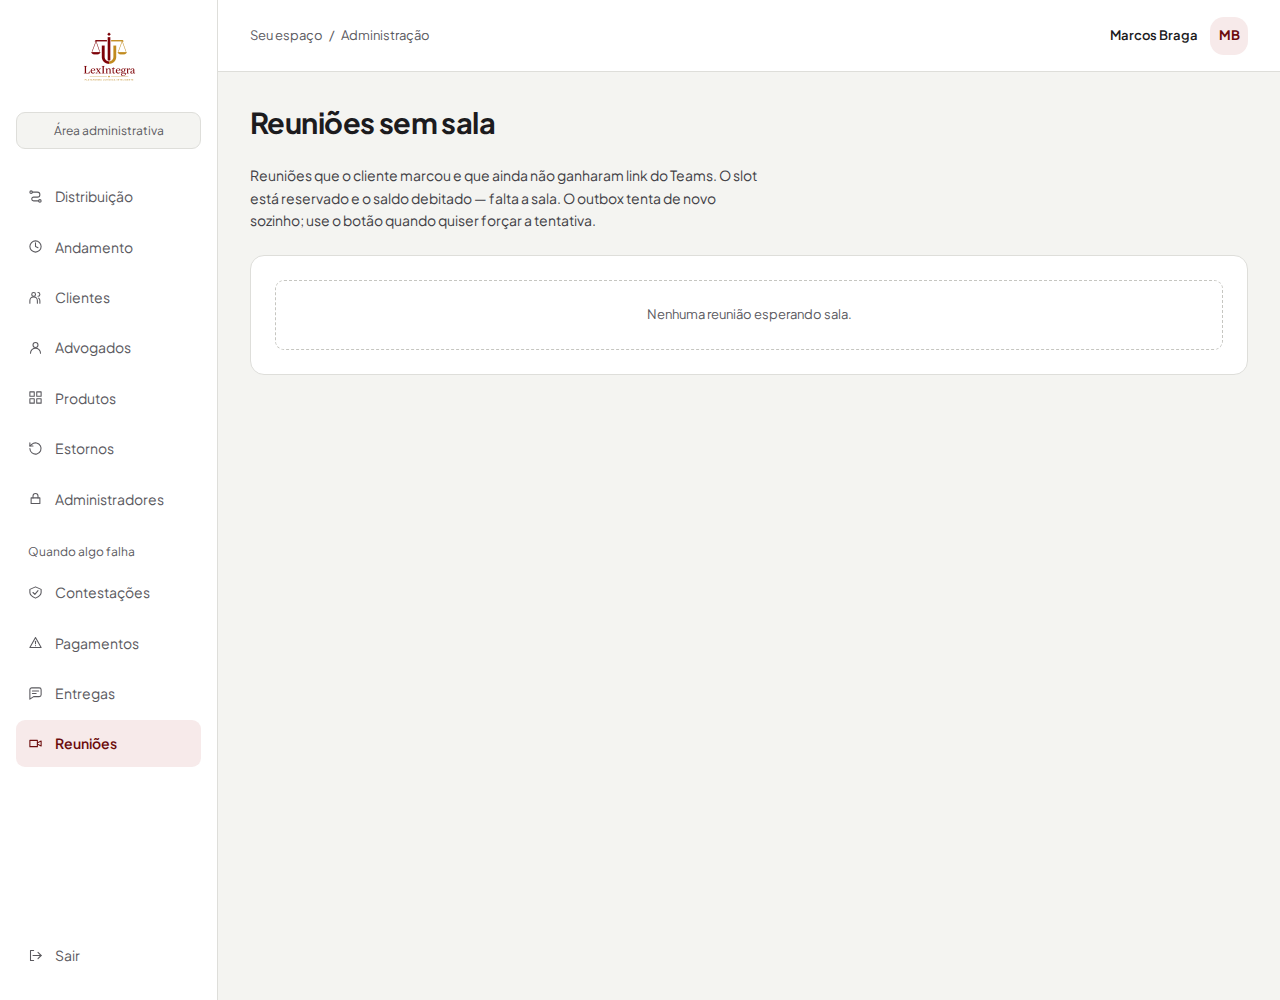 LexIntegra
Área administrativa
Distribuição
Andamento
Clientes
Advogados
Produtos
Estornos
Administradores
Quando algo falha
Contestações
Pagamentos
Entregas
Reuniões
Sair
Seu espaço / Administração
Marcos Braga MB
Reuniões sem sala
Reuniões que o cliente marcou e que ainda não ganharam link do Teams. O slot
está reservado e o saldo debitado — falta a sala. O outbox tenta de novo
sozinho; use o botão quando quiser forçar a tentativa.
Nenhuma reunião esperando sala.